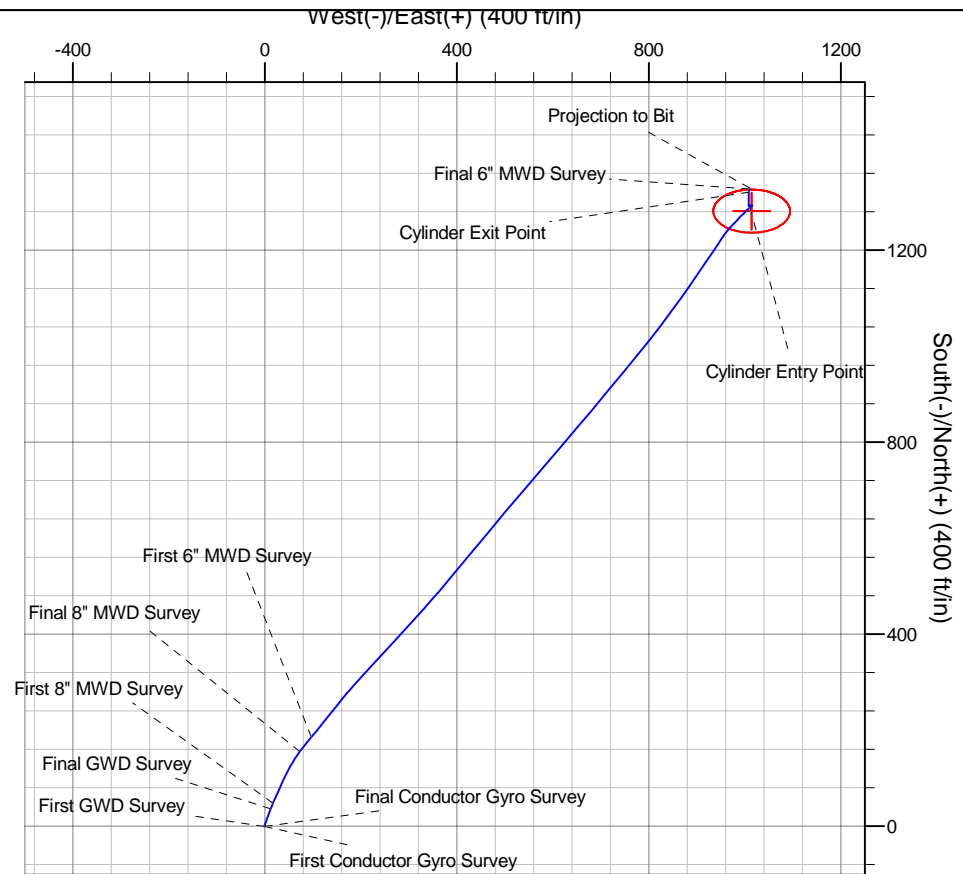 West(-)/East(+) (400 ft/in)
-400 0 400 800 1200
Projection to Bit
Final 6" MWD Survey
Cylinder Exit Point
1200
Cylinder Entry Point
South(-)/North(+) (400 ft/in)
800
First 6" MWD Survey
Final 8" MWD Survey
400
First 8" MWD Survey
Final GWD Survey
First GWD Survey
Final Conductor Gyro Survey
0
First Conductor Gyro Survey